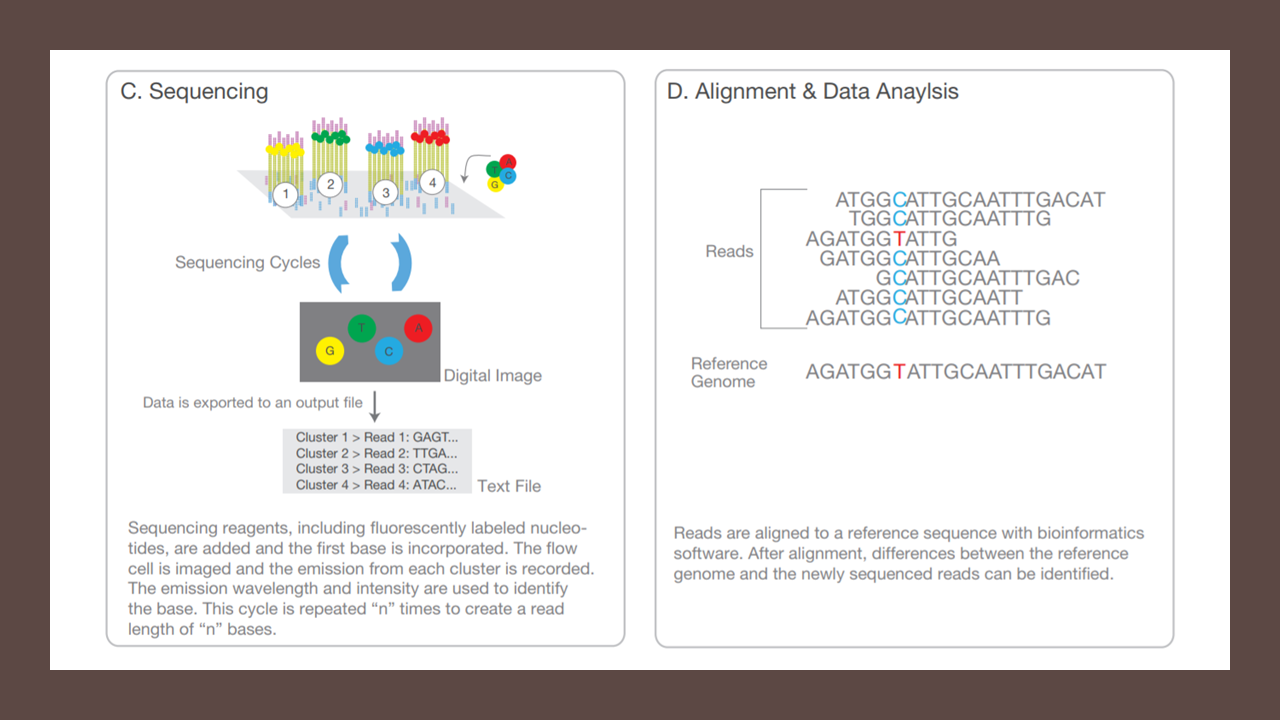 C. Sequencing
1
2
3
4
T
A
C
G
Sequencing Cycles
T
A
G
C
Digital Image
Data is exported to an output file
Cluster 1 > Read 1: GAGT...
Cluster 2 > Read 2: TTGA...
Cluster 3 > Read 3: CTAG...
Cluster 4 > Read 4: ATAC...
Text File
Sequencing reagents, including fluorescently labeled nucleo-
tides, are added and the first base is incorporated. The flow
cell is imaged and the emission from each cluster is recorded.
The emission wavelength and intensity are used to identify
the base. This cycle is repeated “n” times to create a read
length of “n” bases.
D. Alignment & Data Anaylsis
Reads
ATGGCATTGCAATTTGACAT
TGGCATTGCAATTTG
AGATGGTATTG
GATGGCATTGCAA
GCATTGCAATTTGAC
ATGGCATTGCAATT
AGATGGCATTGCAATTTG
Reference
Genome
AGATGGTATTGCAATTTGACAT
Reads are aligned to a reference sequence with bioinformatics
software. After alignment, differences between the reference
genome and the newly sequenced reads can be identified.